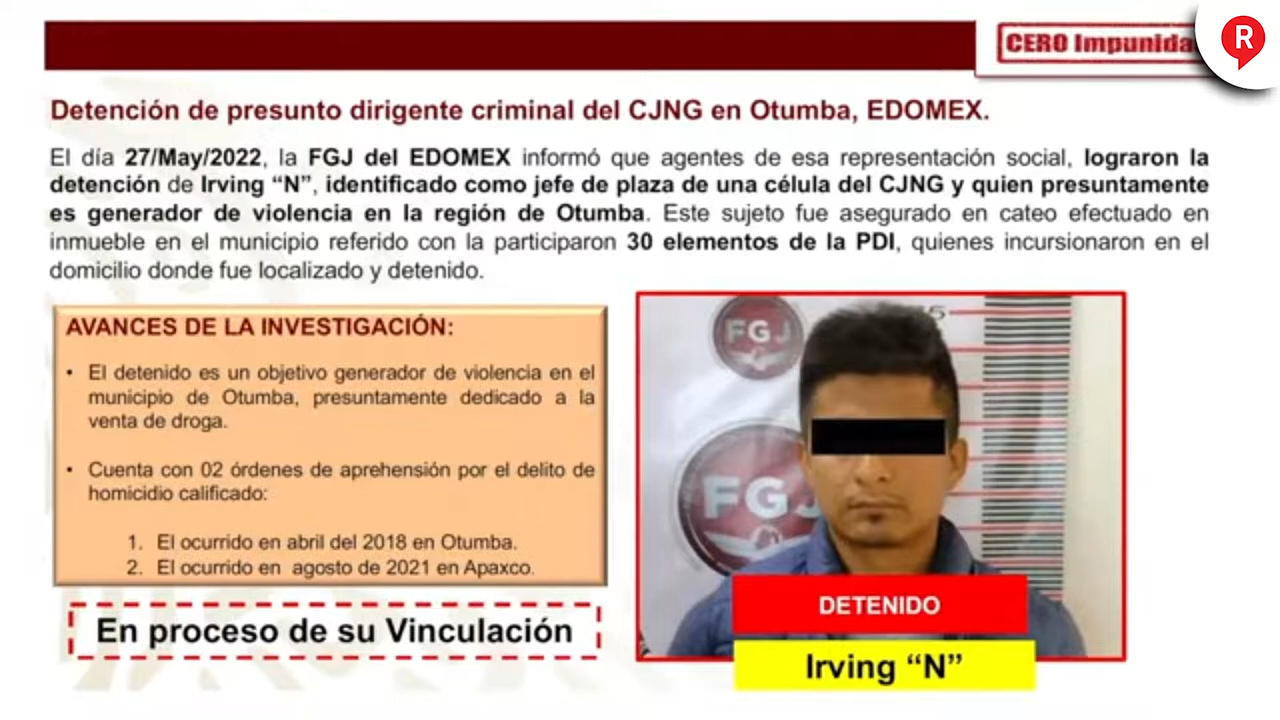 CERO Impunida
R
Detención de presunto dirigente criminal del CJNG en Otumba, EDOMEX.
El día 27/May/2022, la FGJ del EDOMEX informó que agentes de esa representación social, lograron la
detención de Irving “N”, identificado como jefe de plaza de una célula del CJNG y quien presuntamente
es generador de violencia en la región de Otumba. Este sujeto fue asegurado en cateo efectuado en
inmueble en el municipio referido con la participaron 30 elementos de la PDI, quienes incursionaron en el
domicilio donde fue localizado y detenido.
AVANCES DE LA INVESTIGACIÓN:
• El detenido es un objetivo generador de violencia en el
municipio de Otumba, presuntamente dedicado a la
venta de droga.
• Cuenta con 02 órdenes de aprehensión por el delito de
homicidio calificado:
1. El ocurrido en abril del 2018 en Otumba.
2. El ocurrido en agosto de 2021 en Apaxco.
En proceso de su Vinculación
FGJ
FGJ
DETENIDO
Irving “N”